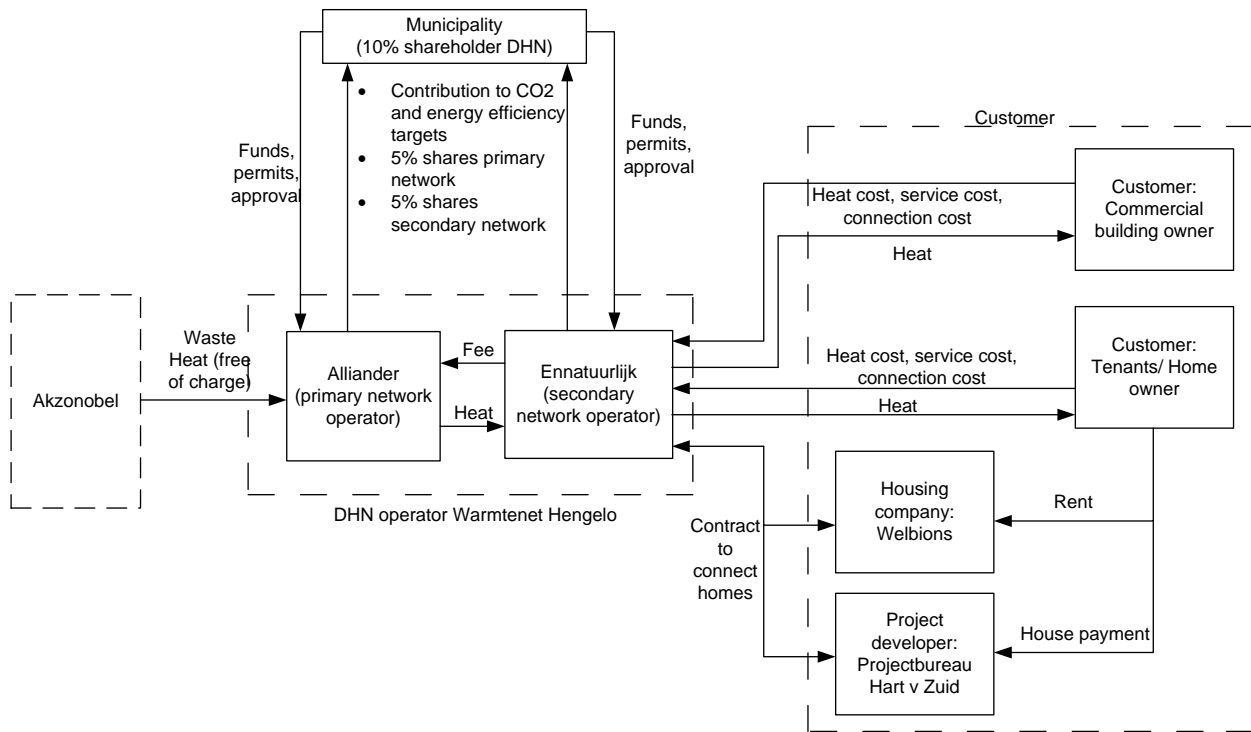 Municipality
(10% shareholder DHN)
Funds,
permits,
approval
• Contribution to CO2
and energy efficiency
targets
• 5% shares primary
network
• 5% shares
secondary network
Funds,
permits,
approval
Customer
Customer:
Commercial
building owner
Heat cost, service cost,
connection cost
Heat
Akzonobel
Waste
Heat (free
of charge)
Alliander
(primary network
operator)
Fee
Heat
Ennatuurlijk
(secondary
network operator)
Heat cost, service cost,
connection cost
Heat
Customer:
Tenants/ Home
owner
DHN operator Warmtenet Hengelo
Contract
to
connect
homes
Housing
company:
Welbions
Rent
Project
developer:
Projectbureau
Hart v Zuid
House payment